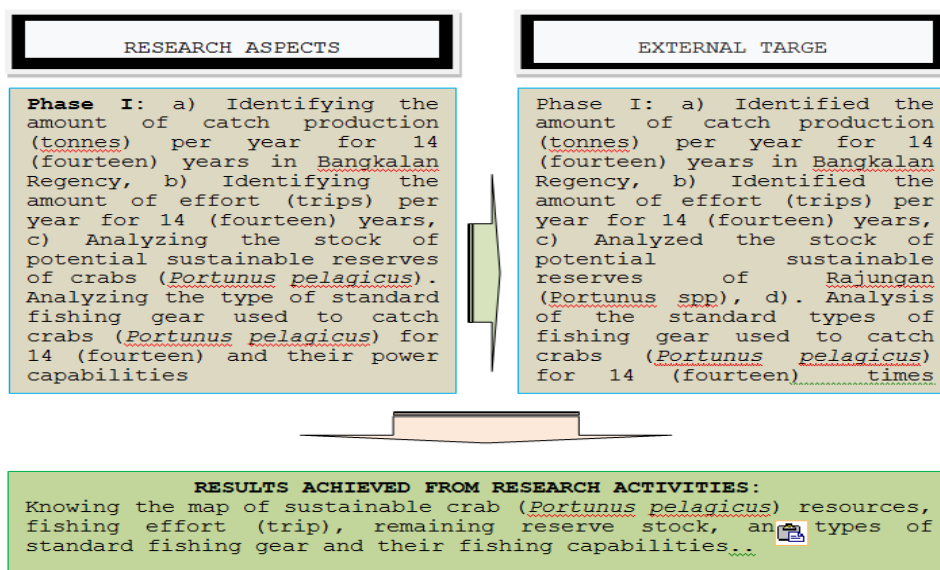 RESEARCH ASPECTS
Phase I: a) Identifying the
amount of catch production
(tonnes) per year for 14
(fourteen) years in Bangkalan
Regency, b) Identifying the
amount of effort (trips) per
year for 14 (fourteen) years,
c) Analyzing the stock of
potential sustainable reserves
of crabs (Portunus pelagicus).
Analyzing the type of standard
fishing gear used to catch
crabs (Portunus pelagicus) for
14 (fourteen) and their power
capabilities
EXTERNAL TARGE
Phase I: a) Identified the
amount of catch production
(tonnes) per year for 14
(fourteen) years in Bangkalan
Regency, b) Identified the
amount of effort (trips) per
year for 14 (fourteen) years,
c) Analyzed the stock of
potential sustainable
reserves of Rajungan
(Portunus spp), d). Analysis
of the standard types of
fishing gear used to catch
crabs (Portunus pelagicus)
for 14 (fourteen) times
RESULTS ACHIEVED FROM RESEARCH ACTIVITIES:
Knowing the map of sustainable crab (Portunus pelagicus) resources,
fishing effort (trip), remaining reserve stock, an types of
standard fishing gear and their fishing capabilities..